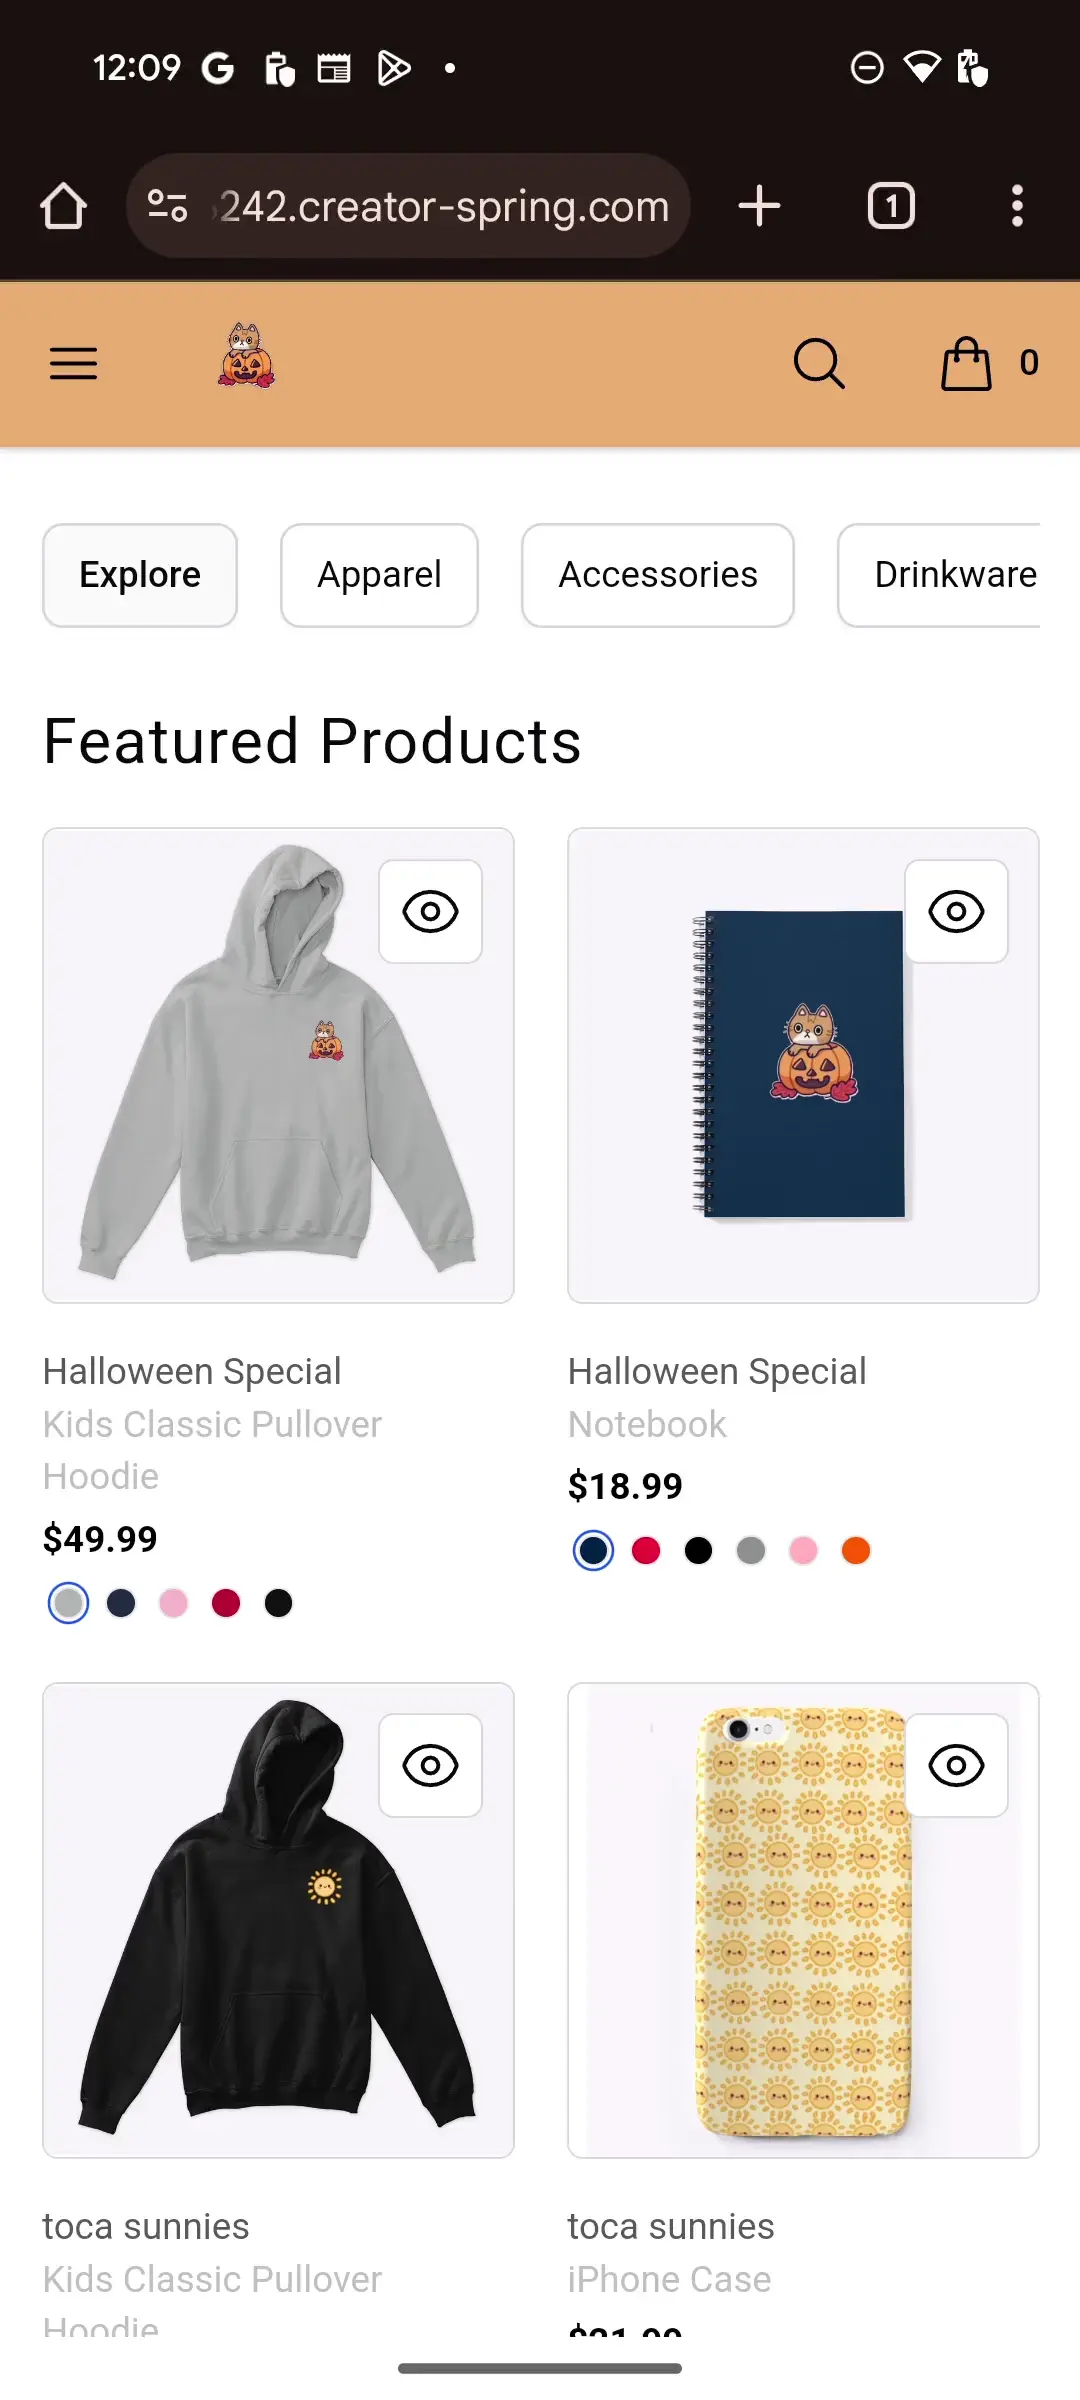 12:09
242.creator-spring.com
1
0
Explore
Apparel
Accessories
Drinkware
Featured Products
Halloween Special
Kids Classic Pullover
Hoodie
$49.99
Halloween Special
Notebook
$18.99
toca sunnies
Kids Classic Pullover
Hoodie
toca sunnies
iPhone Case